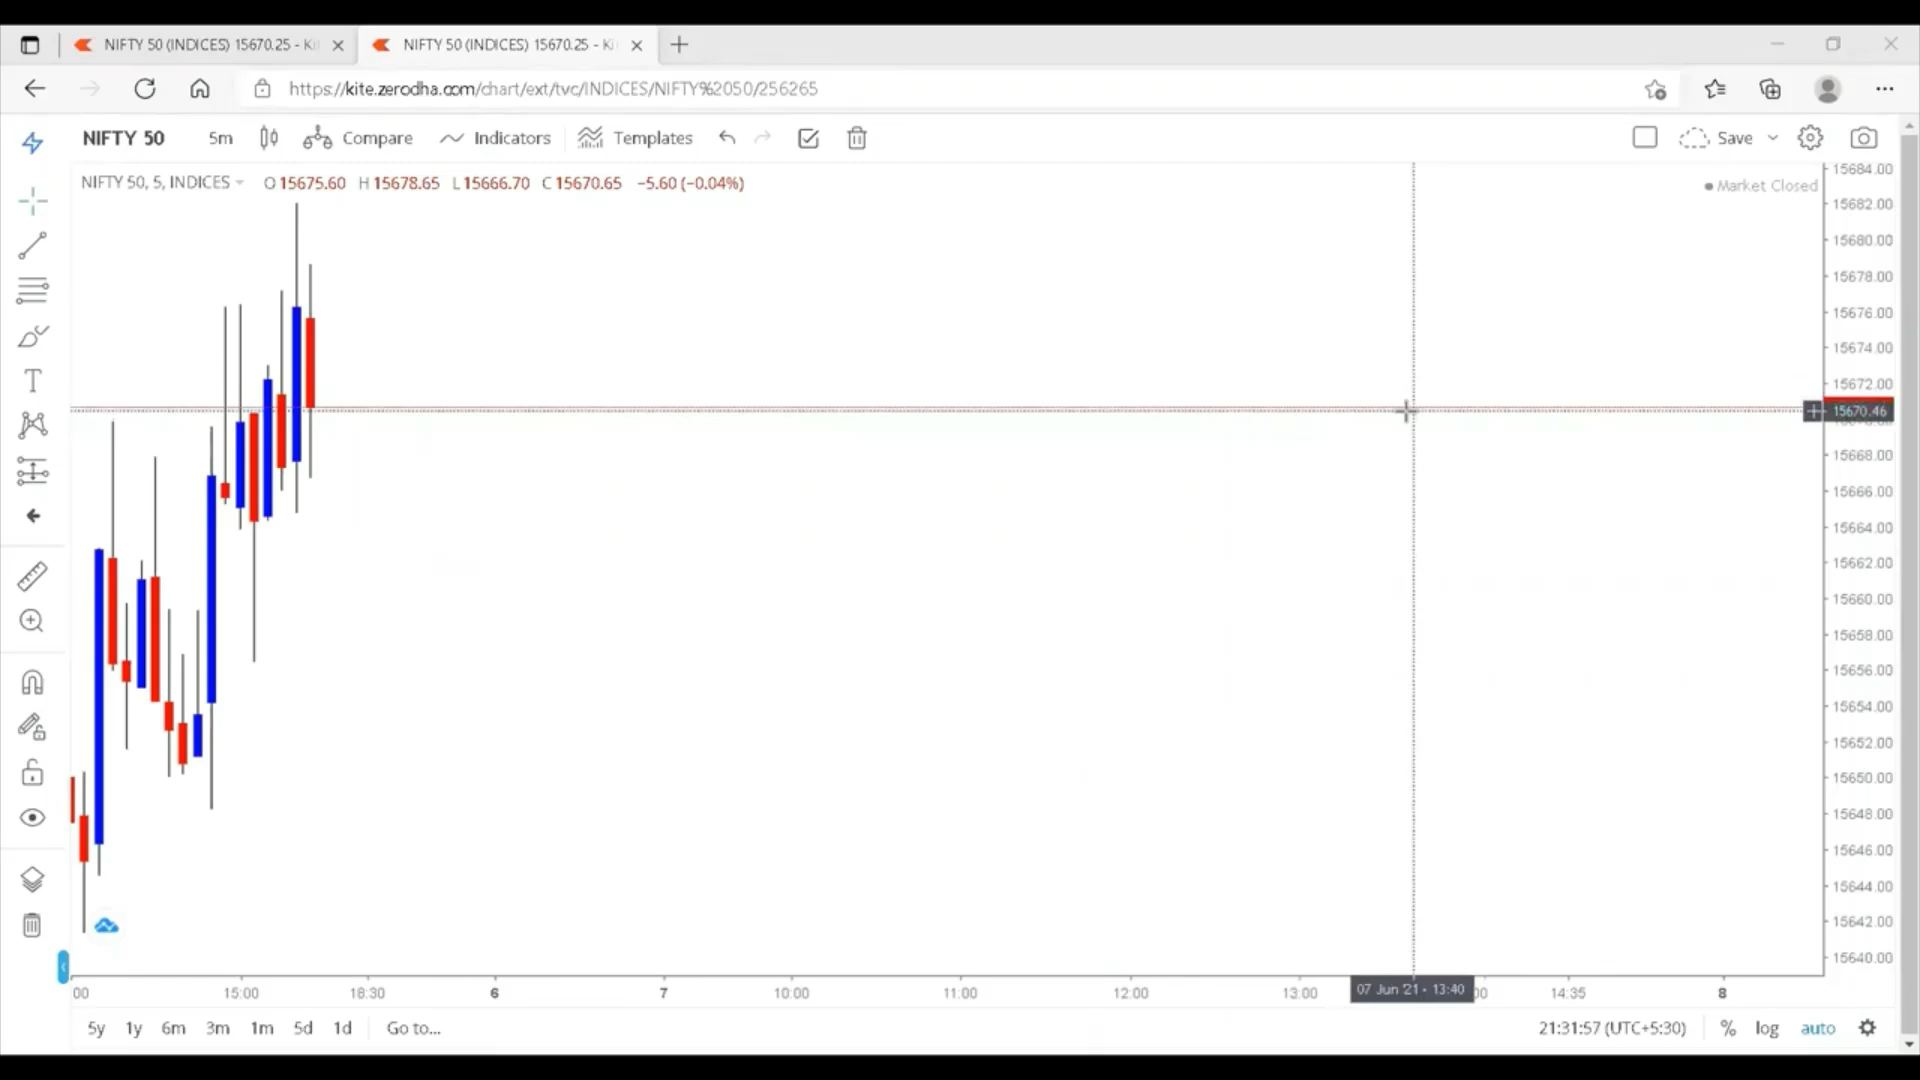 NIFTY 50 (INDICES) 15670.25 - Ki
NIFTY 50 (INDICES) 15670.25 - Ki
https://kite.zerodha.com/chart/ext/tvc/INDICES/NIFTY%2050/256265
NIFTY 50 5m Compare Indicators Templates Save
NIFTY 50, 5, INDICES O 15675.60 H 15678.65 L 15666.70 C 15670.65 −5.60 (−0.04%)
Market Closed
15684.00
15682.00
15680.00
15678.00
15676.00
15674.00
15672.00
15670.46
15668.00
15666.00
15664.00
15662.00
15660.00
15658.00
15656.00
15654.00
15652.00
15650.00
15648.00
15646.00
15644.00
15642.00
15640.00
00 15:00 18:30 6 7 10:00 11:00 12:00 13:00 07 Jun '21 - 13:40 00 14:35 8
5y 1y 6m 3m 1m 5d 1d Go to... 21:31:57 (UTC+5:30) % log auto